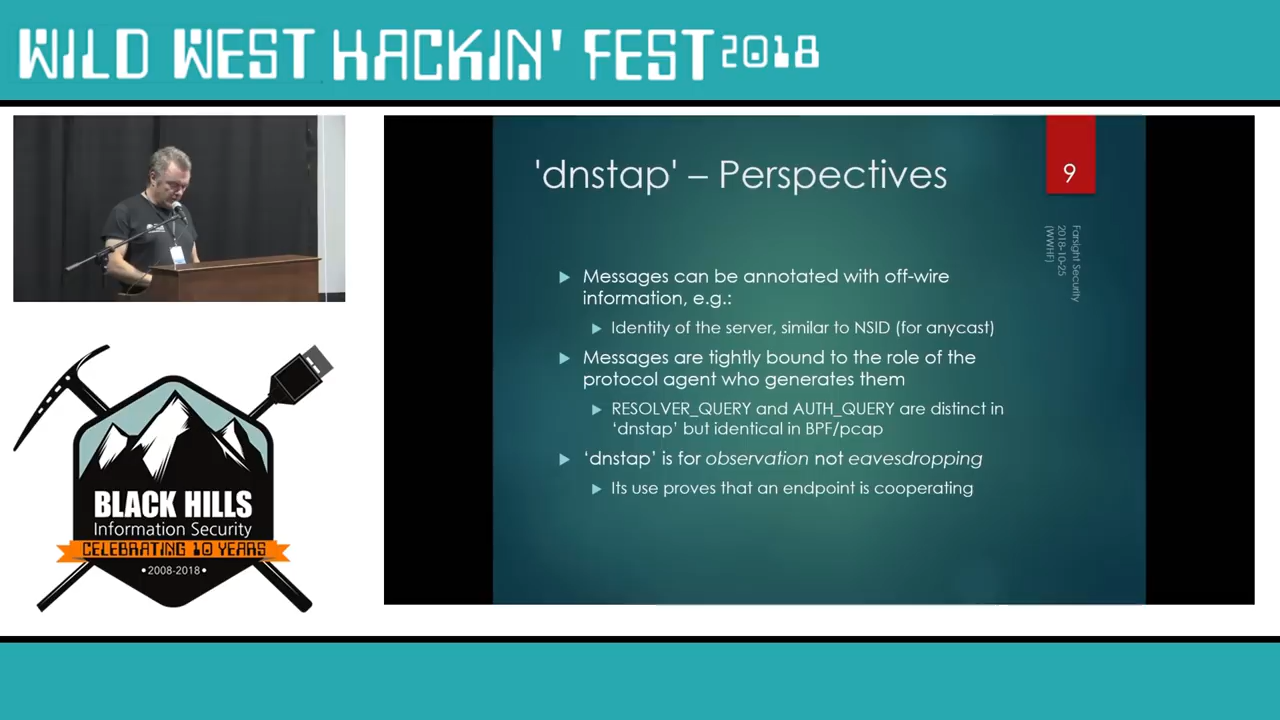 WILD WEST HACKIN' FEST 2018
'dnstap' – Perspectives
9
Farsight Security
2018-10-25
(WWHF)
▶ Messages can be annotated with off-wire
information, e.g.:
▶ Identity of the server, similar to NSID (for anycast)
▶ Messages are tightly bound to the role of the
protocol agent who generates them
▶ RESOLVER_QUERY and AUTH_QUERY are distinct in
‘dnstap’ but identical in BPF/pcap
▶ ‘dnstap’ is for observation not eavesdropping
▶ Its use proves that an endpoint is cooperating
BLACK HILLS
Information Security
CELEBRATING 10 YEARS
•2008-2018•